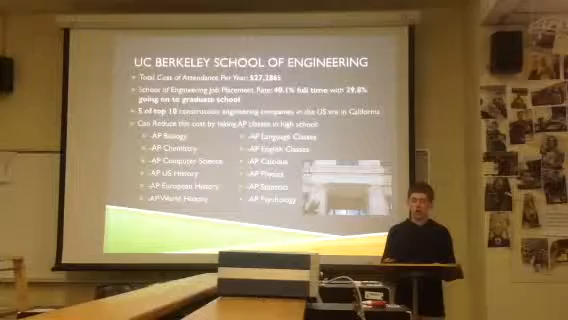 UC BERKELEY SCHOOL OF ENGINEERING
Total Cost of Attendance Per Year: $27,2865
School of Engineering Job Placement Rate: 40.1% full time with 29.8%
going on to graduate school
5 of top 10 construction engineering companies in the US are in California
Can Reduce this cost by taking AP classes in high school:
-AP Biology
-AP Chemistry
-AP Computer Science
-AP US History
-AP European History
-AP World History
-AP Language Classes
-AP English Classes
-AP Calculus
-AP Physics
-AP Statistics
-AP Psychology